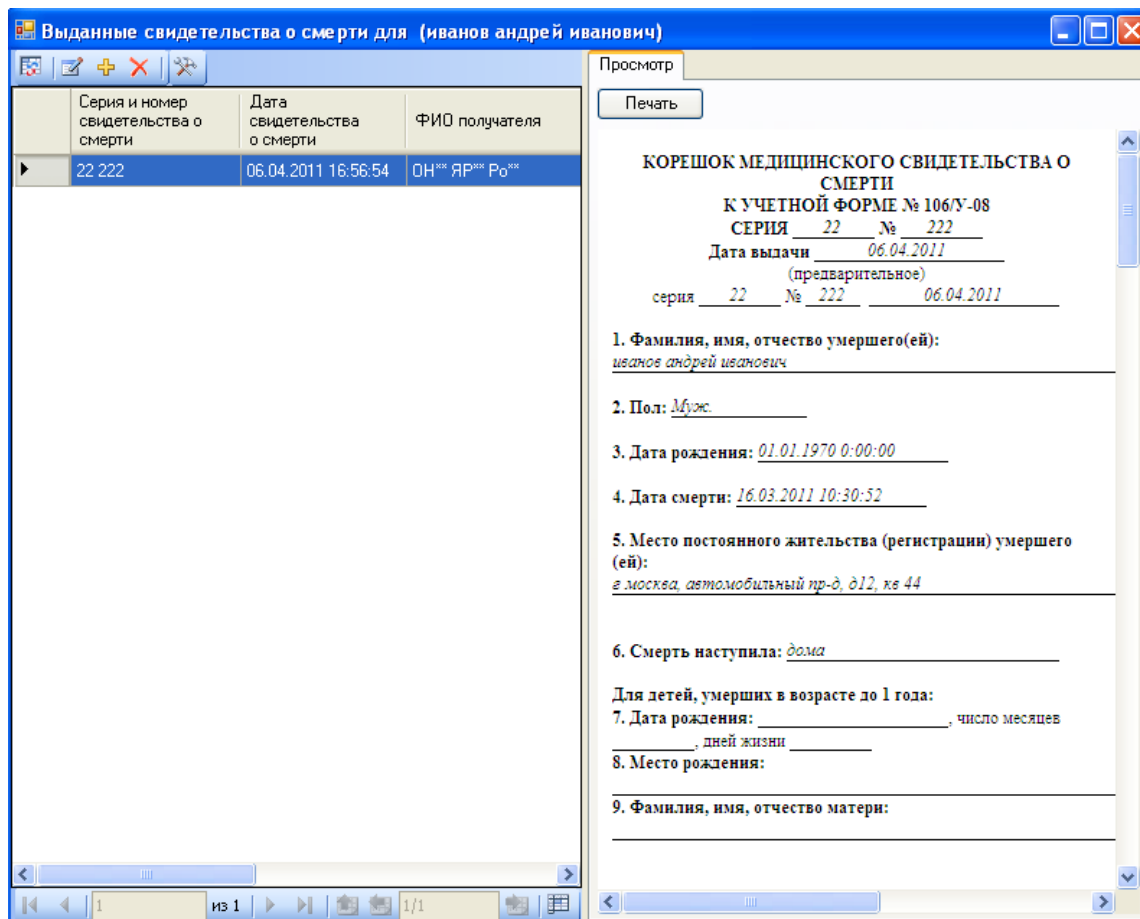 Выданные свидетельства о смерти для (иванов андрей иванович)
Серия и номер свидетельства о смерти
Дата свидетельства о смерти
ФИО получателя
22 222
06.04.2011 16:56:54
ОН** ЯР** Ро**
1
из 1
1/1
Просмотр
Печать
КОРЕШОК МЕДИЦИНСКОГО СВИДЕТЕЛЬСТВА О
СМЕРТИ
К УЧЕТНОЙ ФОРМЕ № 106/У-08
СЕРИЯ 22 № 222
Дата выдачи 06.04.2011
(предварительное)
серия 22 № 222 06.04.2011
1. Фамилия, имя, отчество умершего(ей):
иванов андрей иванович
2. Пол: Муж.
3. Дата рождения: 01.01.1970 0:00:00
4. Дата смерти: 16.03.2011 10:30:52
5. Место постоянного жительства (регистрации) умершего
(ей):
г москва, автомобильный пр-д, д12, кв 44
6. Смерть наступила: дома
Для детей, умерших в возрасте до 1 года:
7. Дата рождения: , число месяцев
, дней жизни
8. Место рождения:
9. Фамилия, имя, отчество матери: